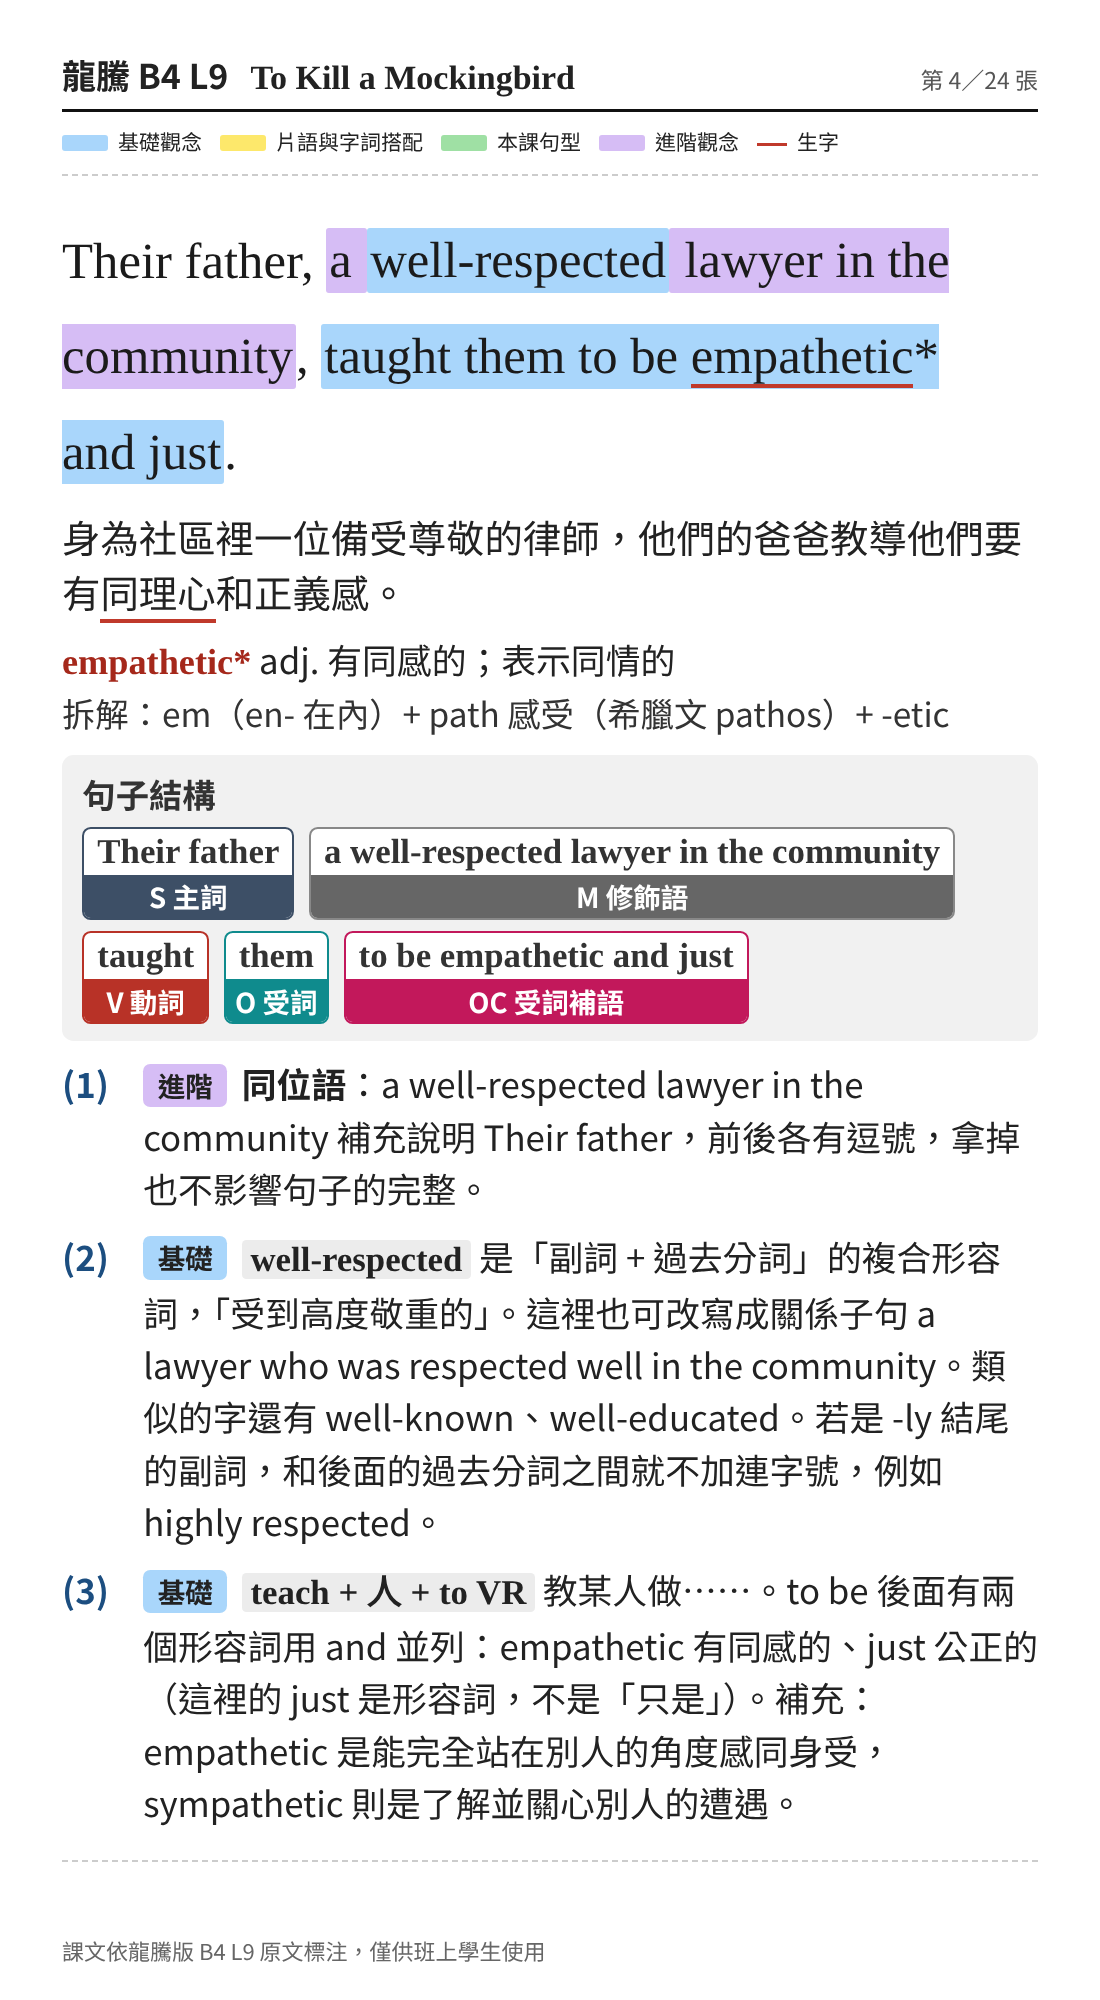 龍騰 B4 L9 To Kill a Mockingbird 第 4／24 張
基礎觀念 片語與字詞搭配 本課句型 進階觀念 生字
Their father, a well-respected lawyer in the
community, taught them to be empathetic*
and just.
身為社區裡一位備受尊敬的律師，他們的爸爸教導他們要
有同理心和正義感。
empathetic* adj. 有同感的；表示同情的
拆解：em（en- 在內）+ path 感受（希臘文 pathos）+ -etic
句子結構
Their father a well-respected lawyer in the community
S 主詞 M 修飾語
taught them to be empathetic and just
V 動詞 O 受詞 OC 受詞補語
(1) 進階 同位語：a well-respected lawyer in the
community 補充說明 Their father，前後各有逗號，拿掉
也不影響句子的完整。
(2) 基礎 well-respected 是「副詞 + 過去分詞」的複合形容
詞，「受到高度敬重的」。這裡也可改寫成關係子句 a
lawyer who was respected well in the community。類
似的字還有 well-known、well-educated。若是 -ly 結尾
的副詞，和後面的過去分詞之間就不加連字號，例如
highly respected。
(3) 基礎 teach + 人 + to VR 教某人做……。to be 後面有兩
個形容詞用 and 並列：empathetic 有同感的、just 公正的
（這裡的 just 是形容詞，不是「只是」）。補充：
empathetic 是能完全站在別人的角度感同身受，
sympathetic 則是了解並關心別人的遭遇。
課文依龍騰版 B4 L9 原文標注，僅供班上學生使用